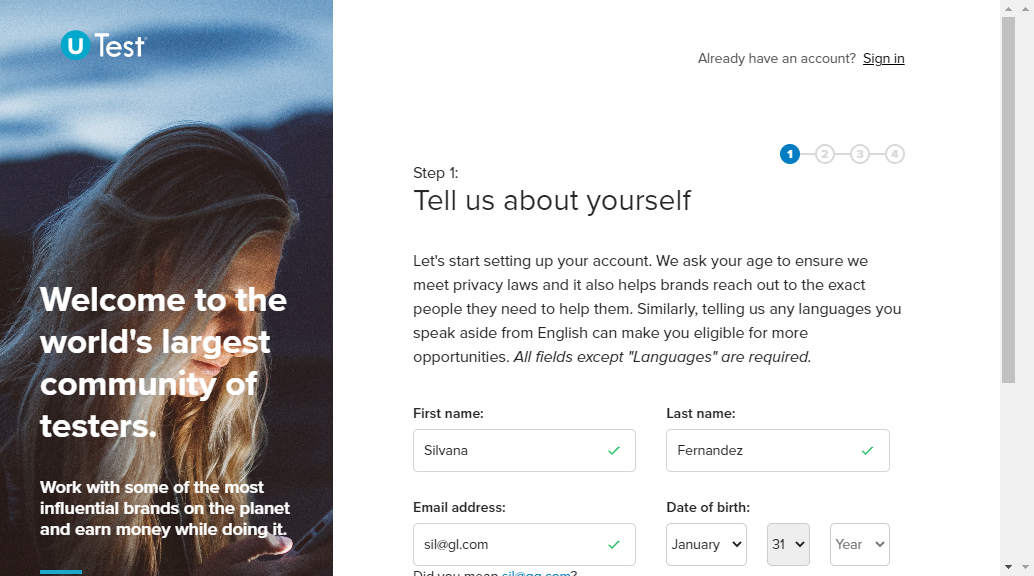 U Test
Already have an account? Sign in
1 2 3 4
Step 1:
Tell us about yourself
Let's start setting up your account. We ask your age to ensure we
meet privacy laws and it also helps brands reach out to the exact
people they need to help them. Similarly, telling us any languages you
speak aside from English can make you eligible for more
opportunities. All fields except "Languages" are required.
Welcome to the
world's largest
community of
testers.
Work with some of the most
influential brands on the planet
and earn money while doing it.
First name: Last name:
Silvana Fernandez
Email address: Date of birth:
sil@gl.com January 31 Year
Did you mean sil@gq.com?